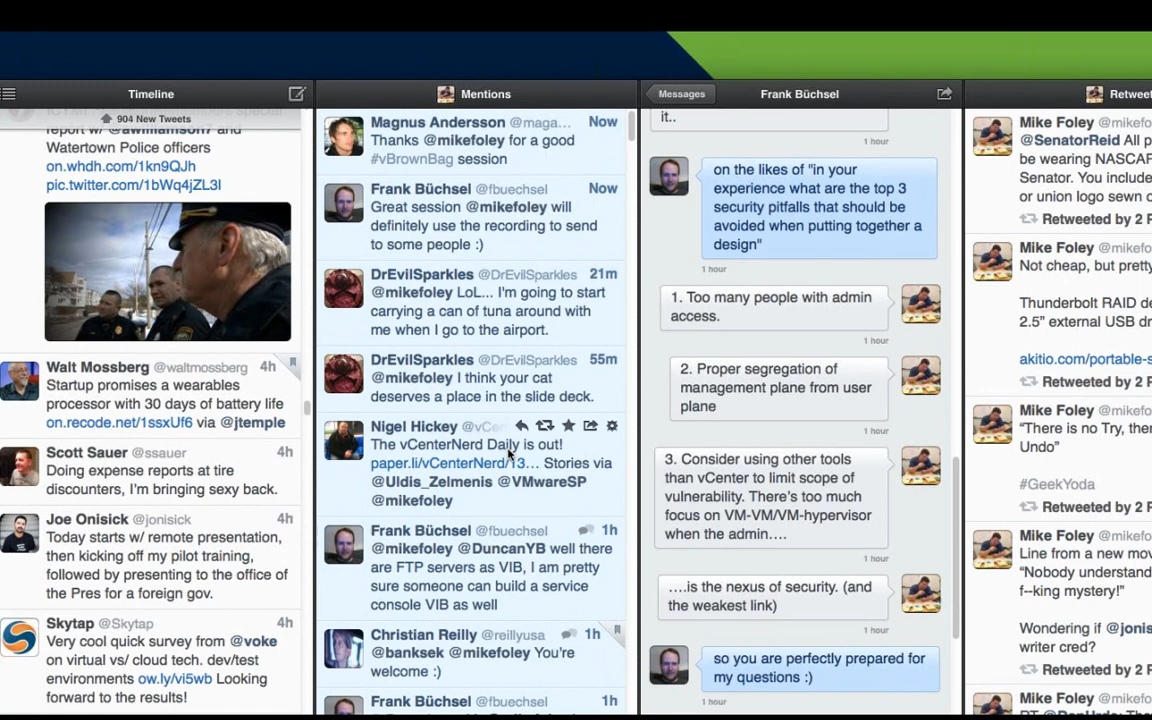 Timeline
904 New Tweets
report w/ @awilliamson7 and
Watertown Police officers
on.whdh.com/1kn9QJh
pic.twitter.com/1bWq4jZL3I
Walt Mossberg @waltmossberg 4h
Startup promises a wearables
processor with 30 days of battery life
on.recode.net/1ssxUf6 via @jtemple
Scott Sauer @ssauer 4h
Doing expense reports at tire
discounters, I'm bringing sexy back.
Joe Onisick @jonisick 4h
Today starts w/ remote presentation,
then kicking off my pilot training,
followed by presenting to the office of
the Pres for a foreign gov.
Skytap @Skytap 4h
Very cool quick survey from @voke
on virtual vs/ cloud tech. dev/test
environments ow.ly/vi5wb Looking
forward to the results!
Mentions
Magnus Andersson @maga... Now
Thanks @mikefoley for a good
#vBrownBag session
Frank Büchsel @fbuechsel Now
Great session @mikefoley will
definitely use the recording to send
to some people :)
DrEvilSparkles @DrEvilSparkles 21m
@mikefoley LoL... I'm going to start
carrying a can of tuna around with
me when I go to the airport.
DrEvilSparkles @DrEvilSparkles 55m
@mikefoley I think your cat
deserves a place in the slide deck.
Nigel Hickey @vCen
The vCenterNerd Daily is out!
paper.li/vCenterNerd/13... Stories via
@Uldis_Zelmenis @VMwareSP
@mikefoley
Frank Büchsel @fbuechsel 1h
@mikefoley @DuncanYB well there
are FTP servers as VIB, I am pretty
sure someone can build a service
console VIB as well
Christian Reilly @reillyusa 1h
@banksek @mikefoley You're
welcome :)
Frank Büchsel @fbuechsel 1h
Messages
Frank Büchsel
it..
1 hour
on the likes of "in your
experience what are the top 3
security pitfalls that should be
avoided when putting together a
design"
1 hour
1. Too many people with admin
access.
1 hour
2. Proper segregation of
management plane from user
plane
1 hour
3. Consider using other tools
than vCenter to limit scope of
vulnerability. There's too much
focus on VM-VM/VM-hypervisor
when the admin....
1 hour
....is the nexus of security. (and
the weakest link)
1 hour
so you are perfectly prepared for
my questions :)
1 hour
Retweet
Mike Foley @mikefo
@SenatorReid All p
be wearing NASCAR
Senator. You include
or union logo sewn o
Retweeted by 2 P
Mike Foley @mikefo
Not cheap, but pretty
Thunderbolt RAID de
2.5" external USB dr
akitio.com/portable-s
Retweeted by 2 P
Mike Foley @mikefo
"There is no Try, ther
Undo"
#GeekYoda
Retweeted by 2 P
Mike Foley @mikefo
Line from a new mov
"Nobody understand
f--king mystery!"
Wondering if @jonis
writer cred?
Retweeted by 2 P
Mike Foley @mikefo